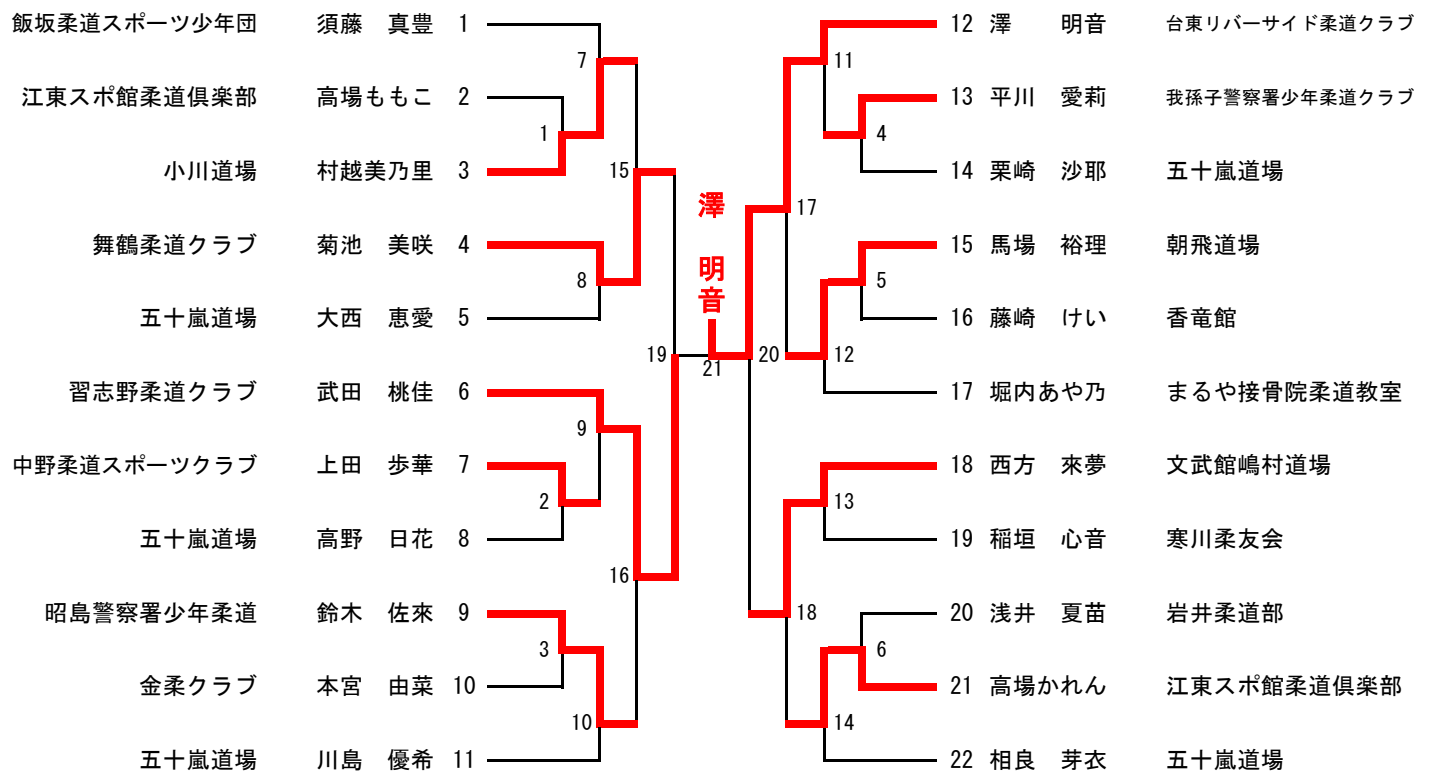 飯坂柔道スポーツ少年団 須藤 真豊 1
江東スポ館柔道倶楽部 高場ももこ 2
小川道場 村越美乃里 3
舞鶴柔道クラブ 菊池 美咲 4
五十嵐道場 大西 恵愛 5
習志野柔道クラブ 武田 桃佳 6
中野柔道スポーツクラブ 上田 歩華 7
五十嵐道場 高野 日花 8
昭島警察署少年柔道 鈴木 佐來 9
金柔クラブ 本宮 由菜 10
五十嵐道場 川島 優希 11
7
1
15
8
19
9
2
16
3
10
澤 明音
21
20
11
4
17
5
12
13
18
6
14
12 澤 明音 台東リバーサイド柔道クラブ
13 平川 愛莉 我孫子警察署少年柔道クラブ
14 栗崎 沙耶 五十嵐道場
15 馬場 裕理 朝飛道場
16 藤崎 けい 香竜館
17 堀内あや乃 まるや接骨院柔道教室
18 西方 來夢 文武館嶋村道場
19 稲垣 心音 寒川柔友会
20 浅井 夏苗 岩井柔道部
21 高場かれん 江東スポ館柔道倶楽部
22 相良 芽衣 五十嵐道場